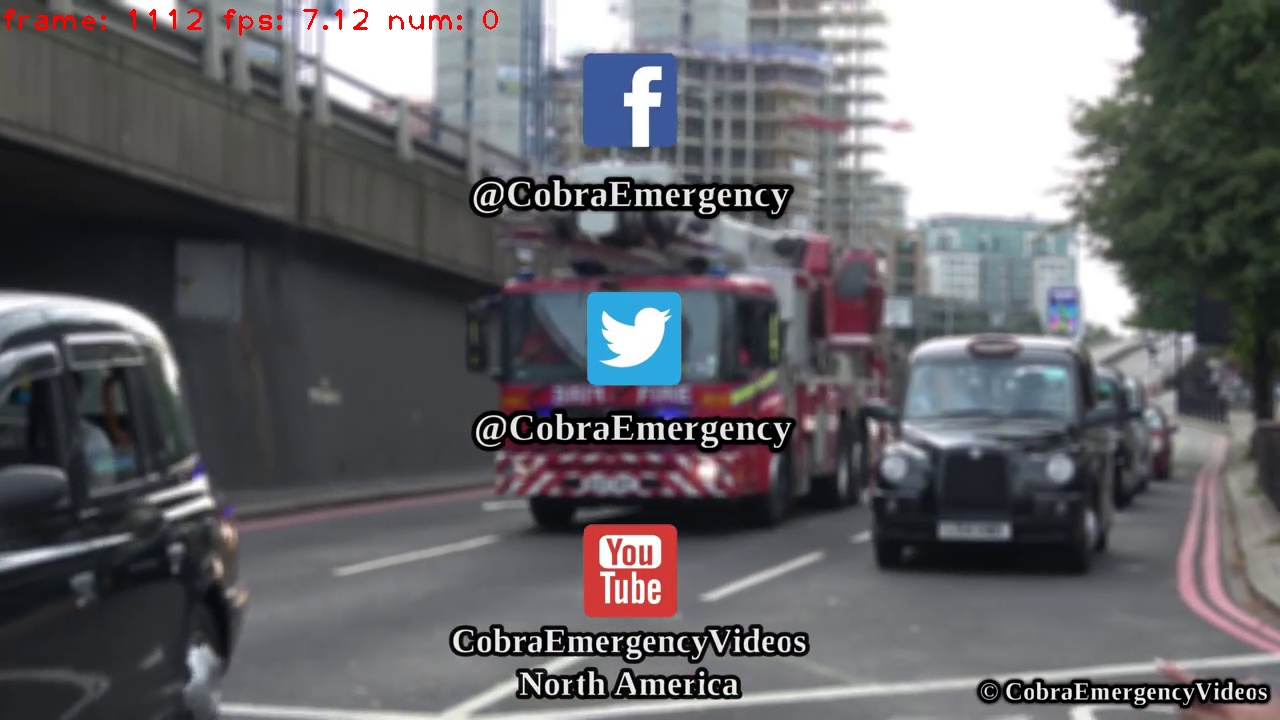 frame: 1112 fps: 7.12 num: 0
f
@CobraEmergency
@CobraEmergency
You
Tube
CobraEmergencyVideos
North America
© CobraEmergencyVideos